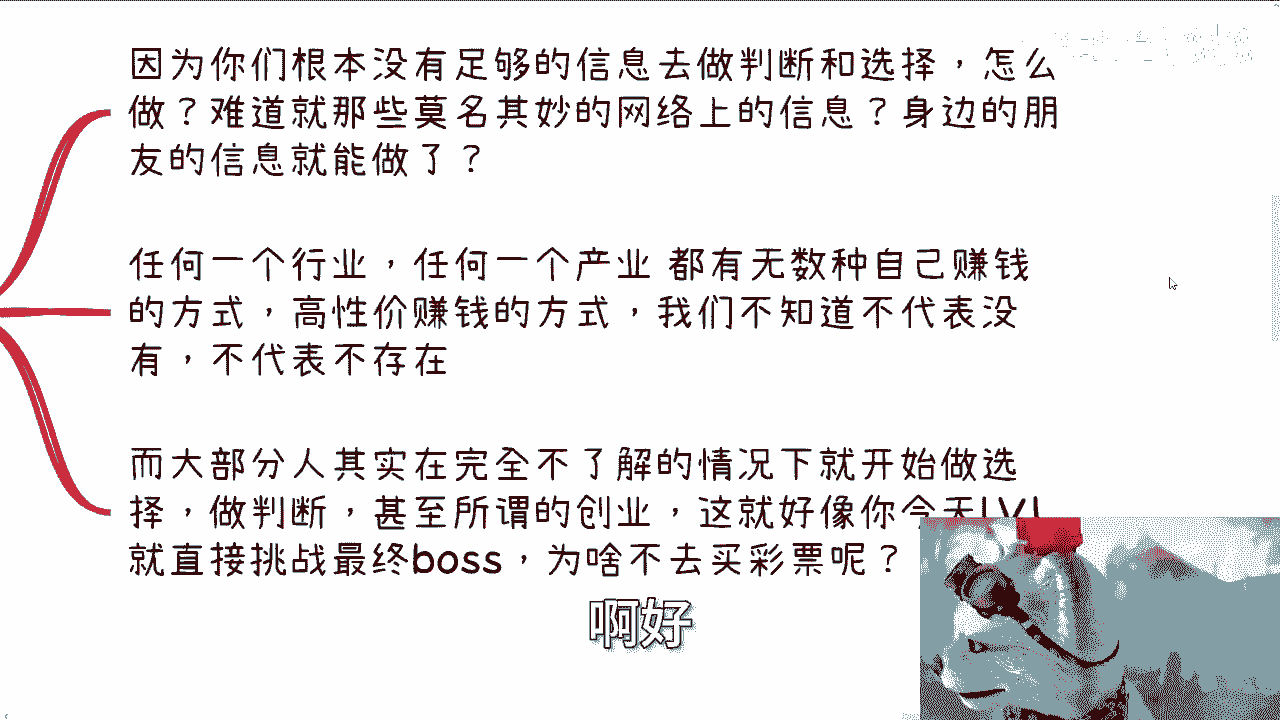 因为你们根本没有足够的信息去做判断和选择，怎么
做？难道就那些莫名其妙的网络上的信息？身边的朋
友的信息就能做了？
任何一个行业，任何一个产业 都有无数种自己赚钱
的方式，高性价赚钱的方式，我们不知道不代表没
有，不代表不存在
而大部分人其实在完全不了解的情况下就开始做选
择，做判断，甚至所谓的创业，这就好像你今天LV1
就直接挑战最终boss，为啥不去买彩票呢？
啊好